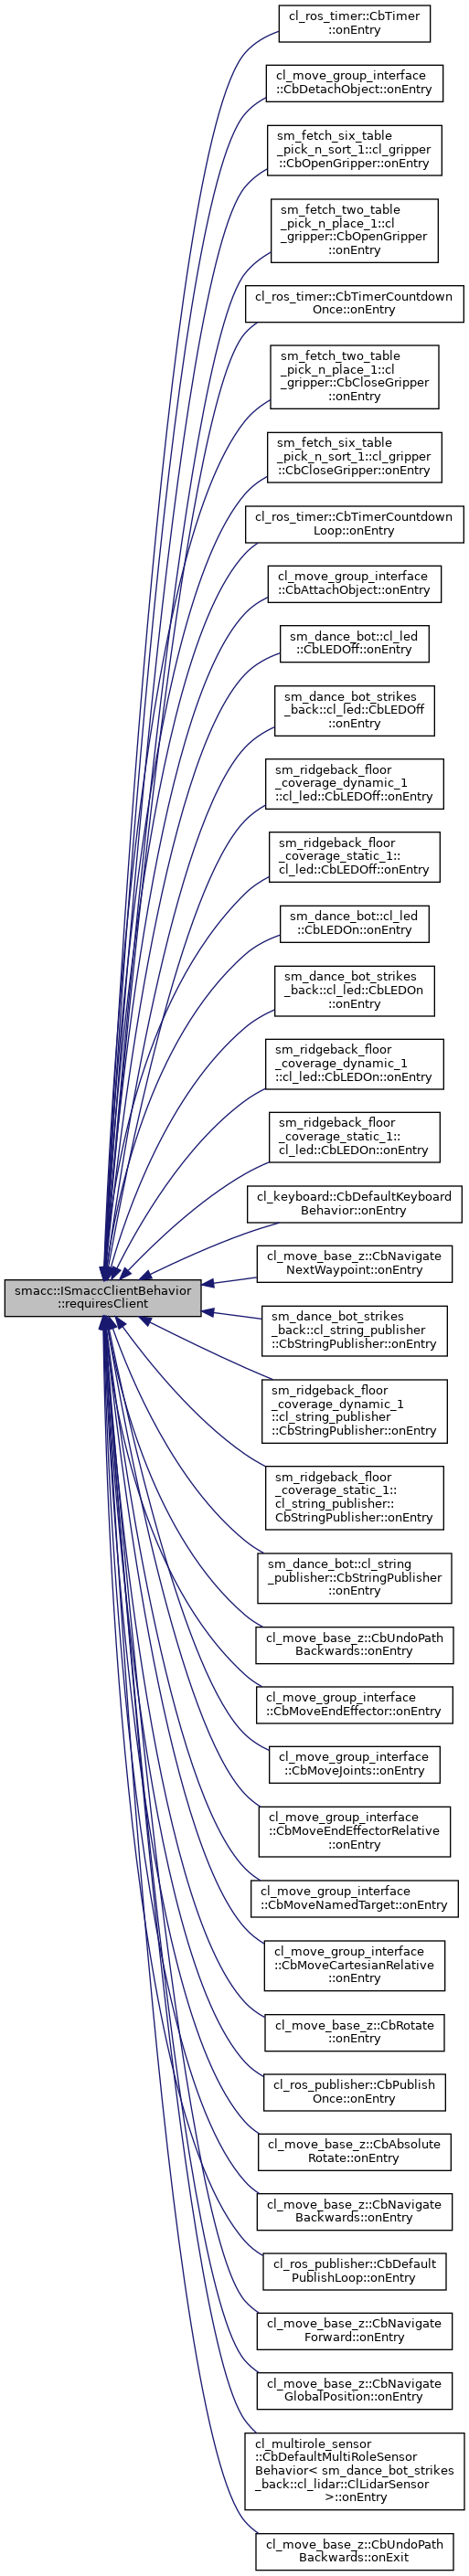 cl_ros_timer::CbTimer
::onEntry
cl_move_group_interface
::CbDetachObject::onEntry
sm_fetch_six_table
_pick_n_sort_1::cl_gripper
::CbOpenGripper::onEntry
sm_fetch_two_table
_pick_n_place_1::cl
_gripper::CbOpenGripper
::onEntry
cl_ros_timer::CbTimerCountdown
Once::onEntry
sm_fetch_two_table
_pick_n_place_1::cl
_gripper::CbCloseGripper
::onEntry
sm_fetch_six_table
_pick_n_sort_1::cl_gripper
::CbCloseGripper::onEntry
cl_ros_timer::CbTimerCountdown
Loop::onEntry
cl_move_group_interface
::CbAttachObject::onEntry
sm_dance_bot::cl_led
::CbLEDOff::onEntry
sm_dance_bot_strikes
_back::cl_led::CbLEDOff
::onEntry
sm_ridgeback_floor
_coverage_dynamic_1
::cl_led::CbLEDOff::onEntry
sm_ridgeback_floor
_coverage_static_1::
cl_led::CbLEDOff::onEntry
sm_dance_bot::cl_led
::CbLEDOn::onEntry
sm_dance_bot_strikes
_back::cl_led::CbLEDOn
::onEntry
sm_ridgeback_floor
_coverage_dynamic_1
::cl_led::CbLEDOn::onEntry
sm_ridgeback_floor
_coverage_static_1::
cl_led::CbLEDOn::onEntry
cl_keyboard::CbDefaultKeyboard
Behavior::onEntry
cl_move_base_z::CbNavigate
NextWaypoint::onEntry
smacc::ISmaccClientBehavior
::requiresClient
sm_dance_bot_strikes
_back::cl_string_publisher
::CbStringPublisher::onEntry
sm_ridgeback_floor
_coverage_dynamic_1
::cl_string_publisher
::CbStringPublisher::onEntry
sm_ridgeback_floor
_coverage_static_1::
cl_string_publisher::
CbStringPublisher::onEntry
sm_dance_bot::cl_string
_publisher::CbStringPublisher
::onEntry
cl_move_base_z::CbUndoPath
Backwards::onEntry
cl_move_group_interface
::CbMoveEndEffector::onEntry
cl_move_group_interface
::CbMoveJoints::onEntry
cl_move_group_interface
::CbMoveEndEffectorRelative
::onEntry
cl_move_group_interface
::CbMoveNamedTarget::onEntry
cl_move_group_interface
::CbMoveCartesianRelative
::onEntry
cl_move_base_z::CbRotate
::onEntry
cl_ros_publisher::CbPublish
Once::onEntry
cl_move_base_z::CbAbsolute
Rotate::onEntry
cl_move_base_z::CbNavigate
Backwards::onEntry
cl_ros_publisher::CbDefault
PublishLoop::onEntry
cl_move_base_z::CbNavigate
Forward::onEntry
cl_move_base_z::CbNavigate
GlobalPosition::onEntry
cl_multirole_sensor
::CbDefaultMultiRoleSensor
Behavior< sm_dance_bot_strikes
_back::cl_lidar::ClLidarSensor
>::onEntry
cl_move_base_z::CbUndoPath
Backwards::onExit